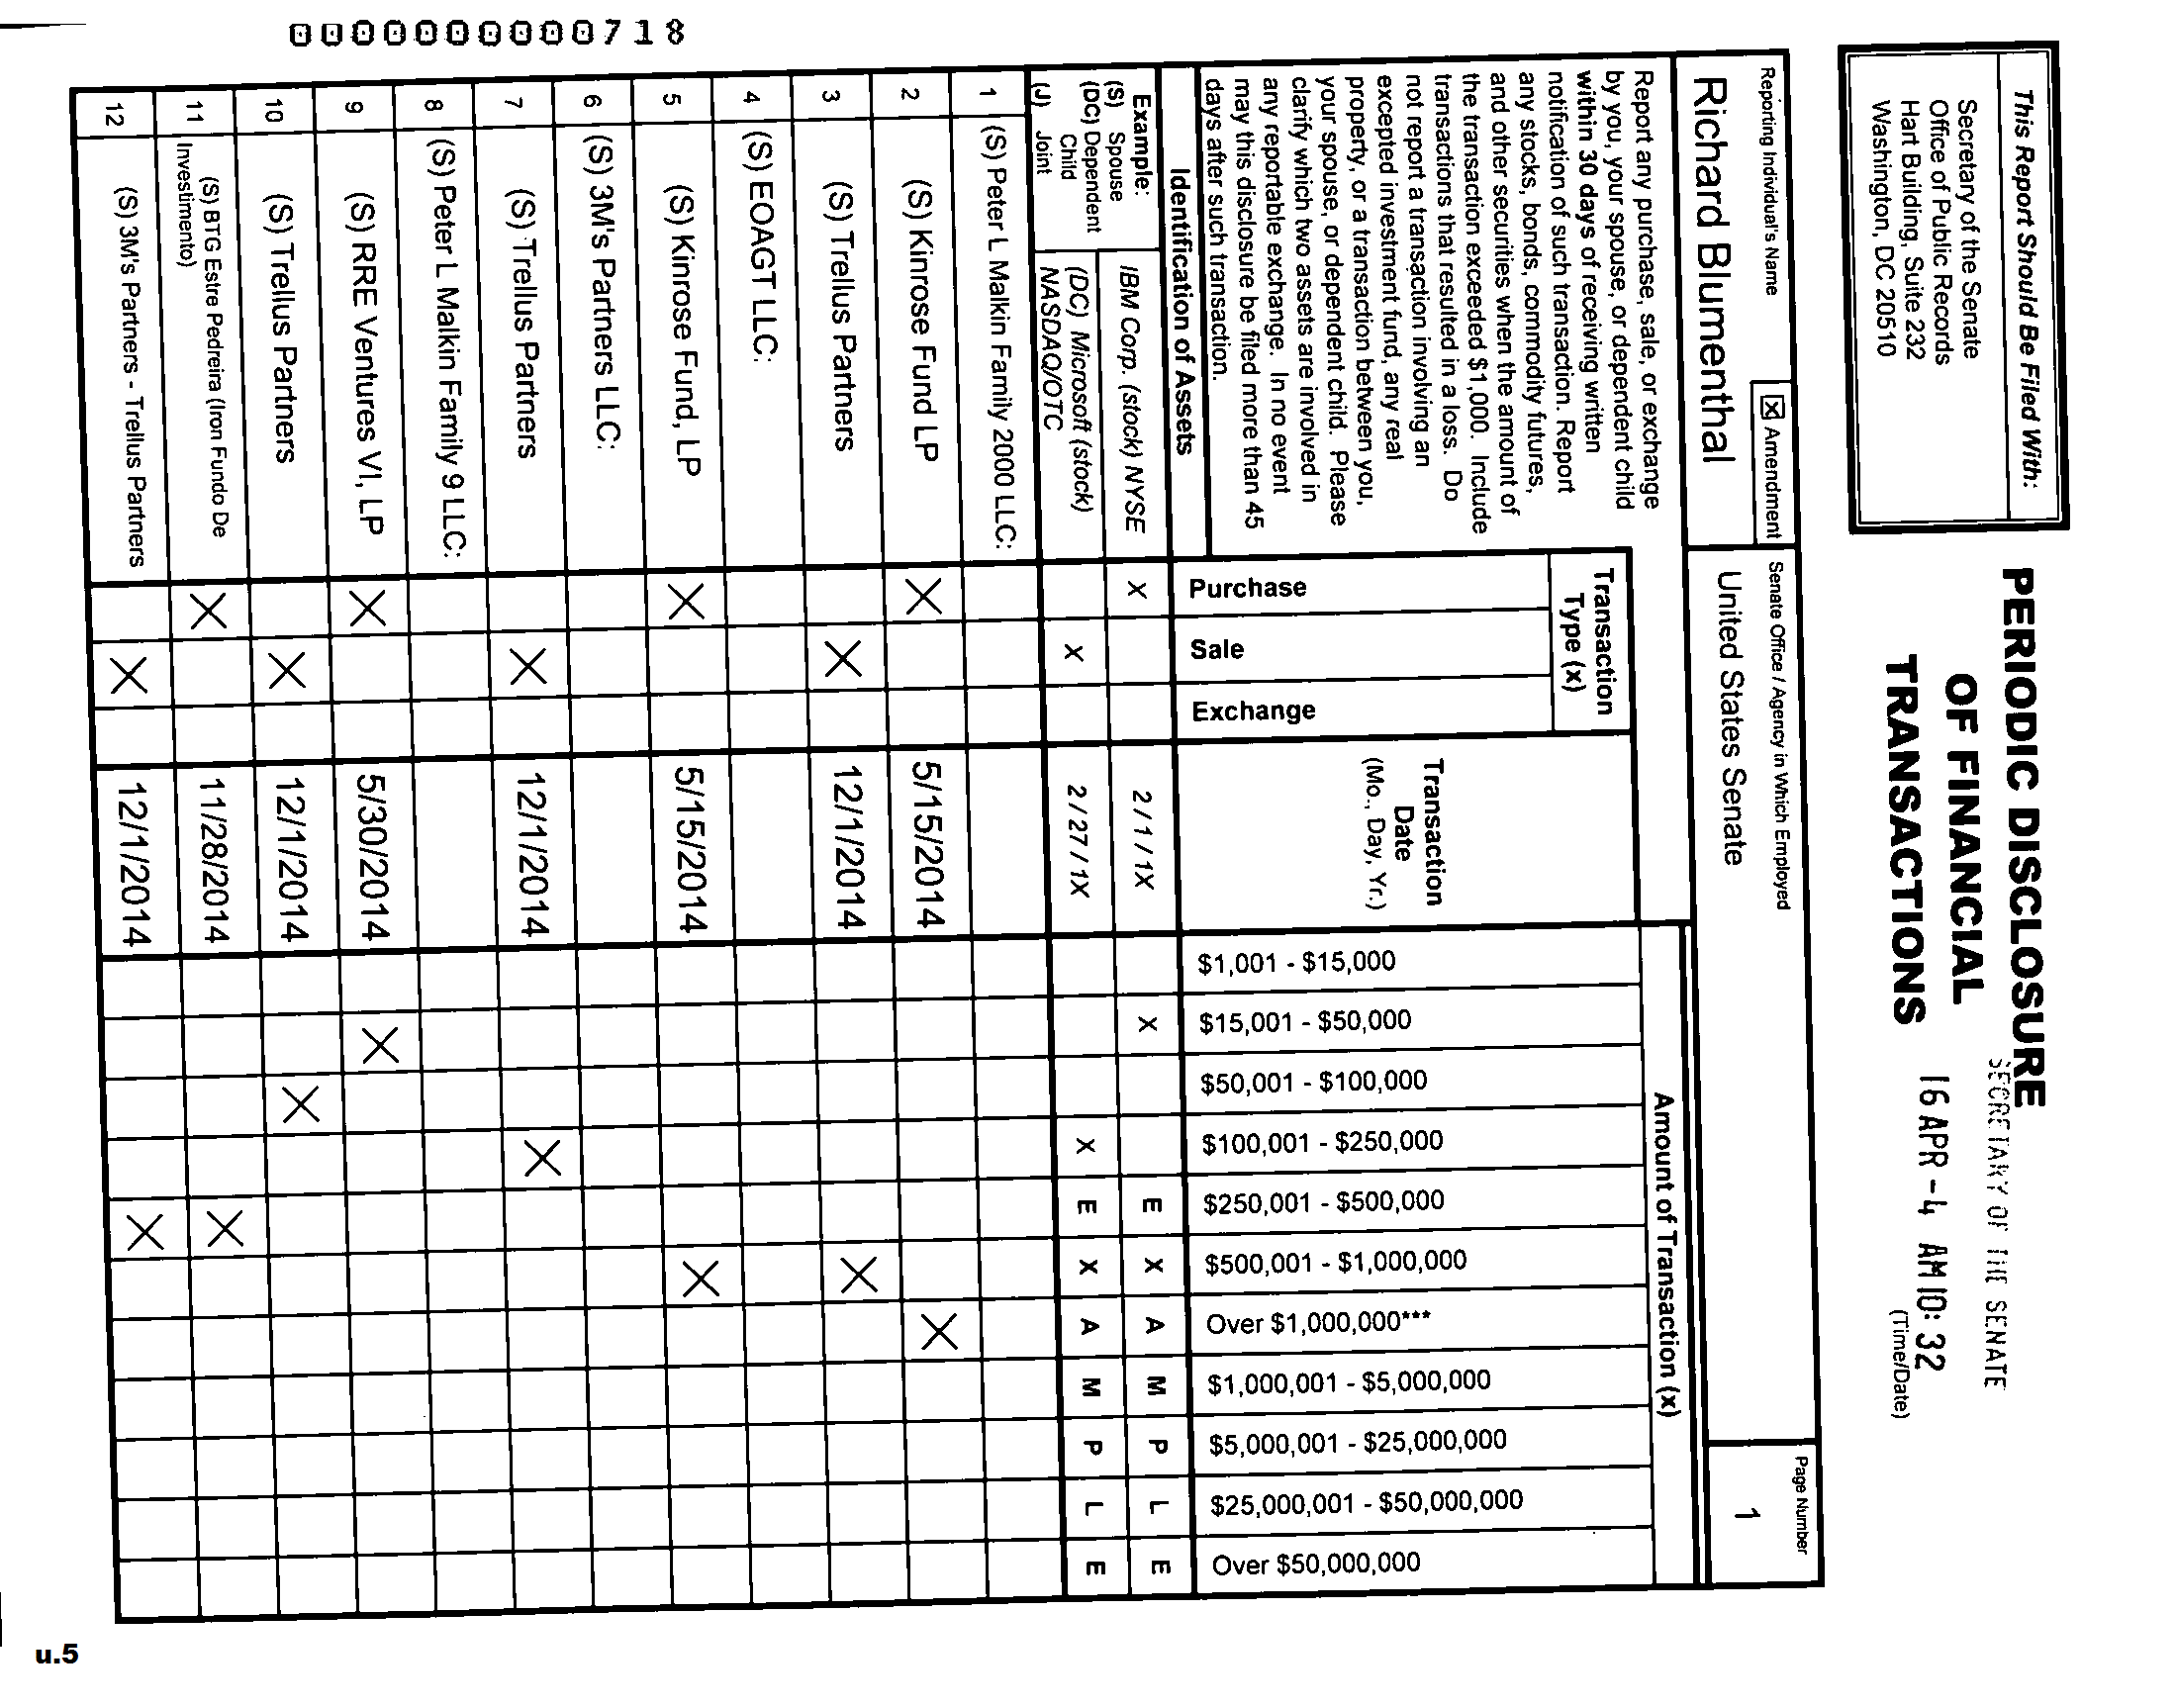 0000000000718
This Report Should Be Filed With:
Secretary of the Senate
Office of Public Records
Hart Building, Suite 232
Washington, DC 20510
PERIODIC DISCLOSURE
OF FINANCIAL
TRANSACTIONS
SECRETARY OF THE SENATE
16 APR -4 AM 10:32
(Time/Date)
Reporting Individual's Name
X Amendment
Richard Blumenthal
Senate Office / Agency in Which Employed
United States Senate
Page Number
1
Report any purchase, sale, or exchange
by you, your spouse, or dependent child
within 30 days of receiving written
notification of such transaction. Report
any stocks, bonds, commodity futures,
and other securities when the amount of
the transaction exceeded $1,000. Include
transactions that resulted in a loss. Do
not report a transaction involving an
excepted investment fund, any real
property, or a transaction between you,
your spouse, or dependent child. Please
clarify which two assets are involved in
any reportable exchange. In no event
may this disclosure be filed more than 45
days after such transaction.
Identification of Assets
Transaction
Type (x)
Purchase
Sale
Exchange
Transaction
Date
(Mo., Day, Yr.)
Amount of Transaction (x)
$1,001 - $15,000
$15,001 - $50,000
$50,001 - $100,000
$100,001 - $250,000
$250,001 - $500,000
$500,001 - $1,000,000
Over $1,000,000***
$1,000,001 - $5,000,000
$5,000,001 - $25,000,000
$25,000,001 - $50,000,000
Over $50,000,000
Example:
(S) Spouse
(DC) Dependent
Child
(J) Joint
IBM Corp. (stock) NYSE X 2 / 1 / 1X X E X A M P L E
(DC) Microsoft (stock)
NASDAQ/OTC X 2 / 27 / 1X X E X A M P L E
1 (S) Peter L Malkin Family 2000 LLC:
2 (S) Kinrose Fund LP X 5/15/2014 X
3 (S) Trellus Partners X 12/1/2014 X
4 (S) EOAGT LLC:
5 (S) Kinrose Fund, LP X 5/15/2014 X
6 (S) 3M's Partners LLC:
7 (S) Trellus Partners X 12/1/2014 X
8 (S) Peter L Malkin Family 9 LLC:
9 (S) RRE Ventures VI, LP X 5/30/2014 X
10 (S) Trellus Partners X 12/1/2014 X
11 (S) BTG Estre Pedreira (Iron Fundo De
Investimento) X 11/28/2014 X
12 (S) 3M's Partners - Trellus Partners X 12/1/2014 X
u.5